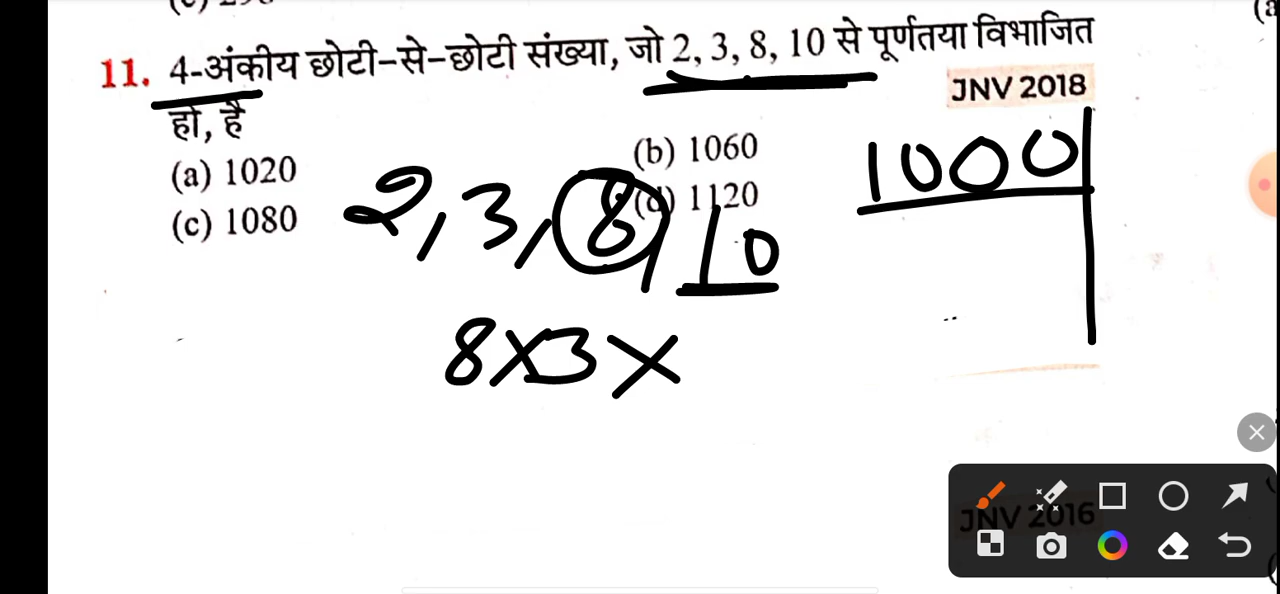 11. 4-अंकीय छोटी-से-छोटी संख्या, जो 2, 3, 8, 10 से पूर्णतया विभाजित
हो, है
JNV 2018
(a) 1020
(b) 1060
(c) 1080
(d) 1120
1000
2, 3, 8, 10
8×3×
JNV 2016